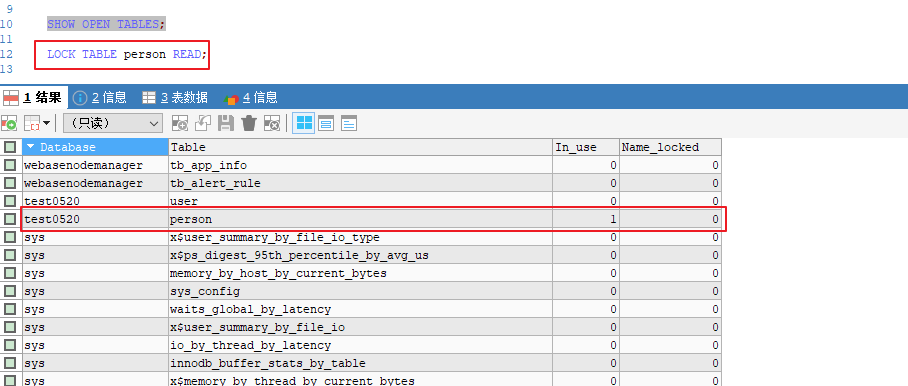 9
10 SHOW OPEN TABLES;
11
12 LOCK TABLE person READ;
13
1 结果 2 信息 3 表数据 4 信息
（只读）
Database Table In_use Name_locked
webasenodemanager tb_app_info 0 0
webasenodemanager tb_alert_rule 0 0
test0520 user 0 0
test0520 person 1 0
sys x$user_summary_by_file_io_type 0 0
sys x$ps_digest_95th_percentile_by_avg_us 0 0
sys memory_by_host_by_current_bytes 0 0
sys sys_config 0 0
sys waits_global_by_latency 0 0
sys x$user_summary_by_file_io 0 0
sys io_by_thread_by_latency 0 0
sys innodb_buffer_stats_by_table 0 0
sys x$memory_by_thread_by_current_bytes 0 0